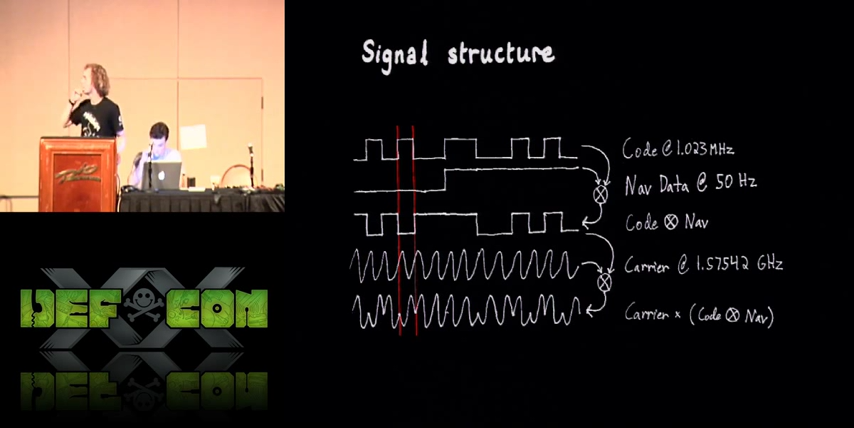 Signal structure
Code @ 1.023 MHz
Nav Data @ 50 Hz
Code ⊗ Nav
Carrier @ 1.57542 GHz
Carrier × (Code ⊗ Nav)
XX
DEF CON